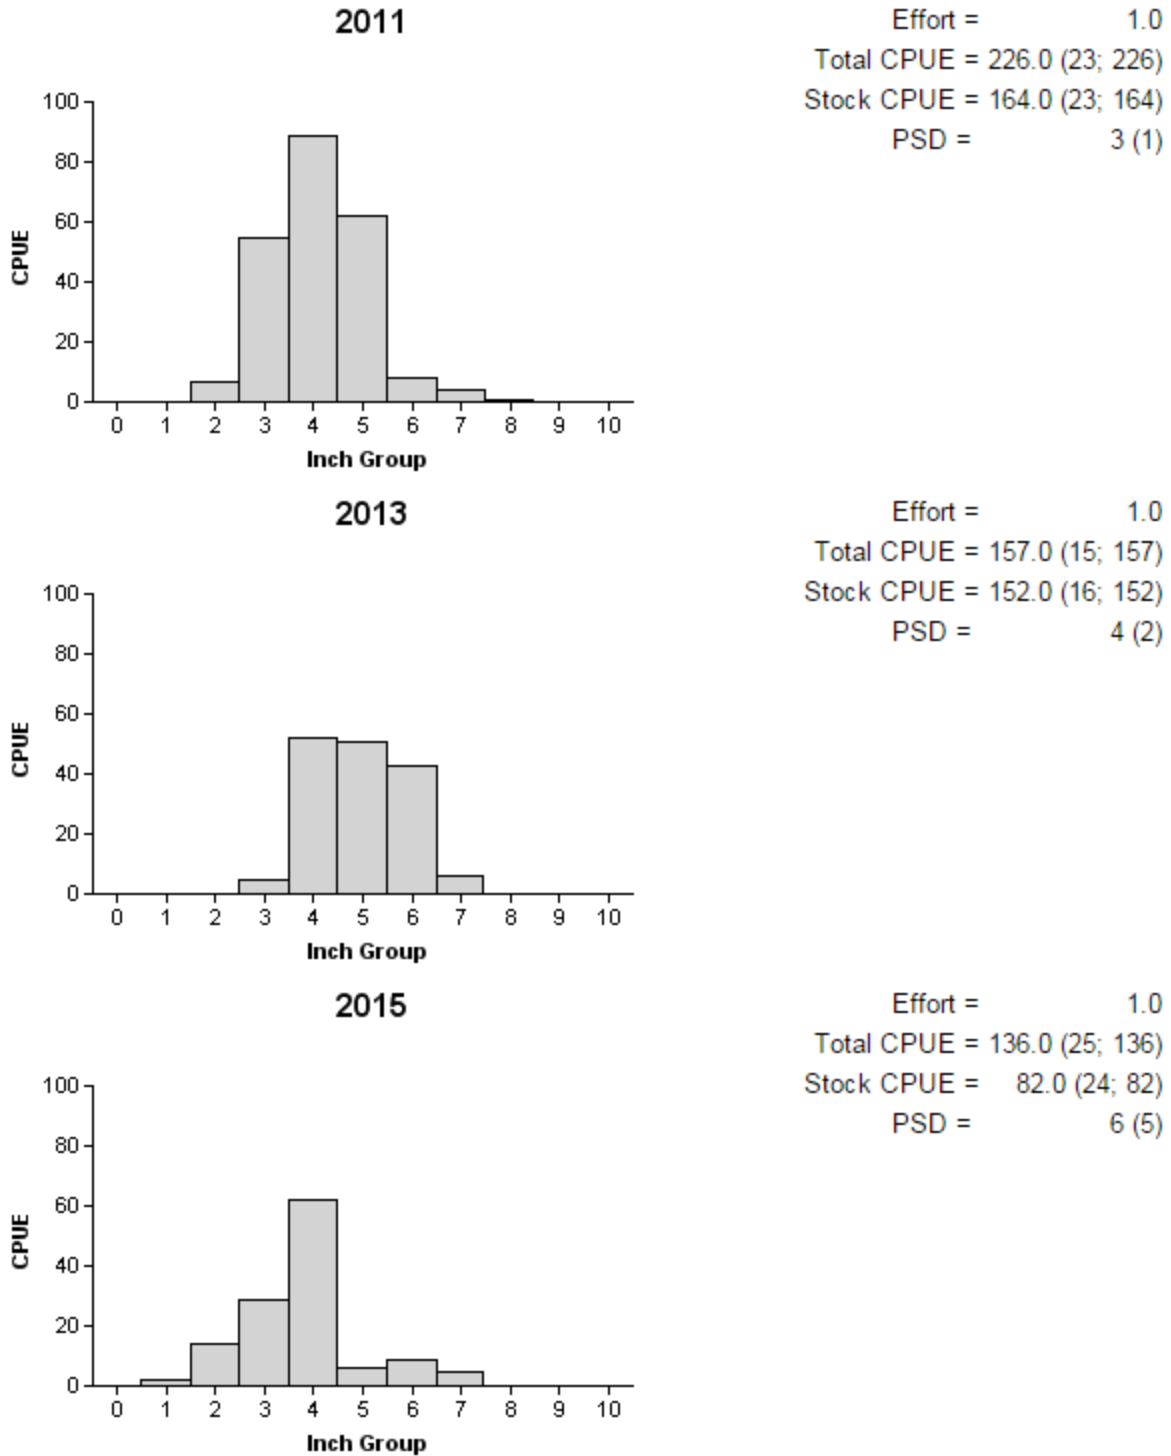 2011
Effort = 1.0
Total CPUE = 226.0 (23; 226)
Stock CPUE = 164.0 (23; 164)
PSD = 3 (1)
100
80
60
40
20
0
CPUE
0 1 2 3 4 5 6 7 8 9 10
Inch Group
2013
Effort = 1.0
Total CPUE = 157.0 (15; 157)
Stock CPUE = 152.0 (16; 152)
PSD = 4 (2)
100
80
60
40
20
0
CPUE
0 1 2 3 4 5 6 7 8 9 10
Inch Group
2015
Effort = 1.0
Total CPUE = 136.0 (25; 136)
Stock CPUE = 82.0 (24; 82)
PSD = 6 (5)
100
80
60
40
20
0
CPUE
0 1 2 3 4 5 6 7 8 9 10
Inch Group